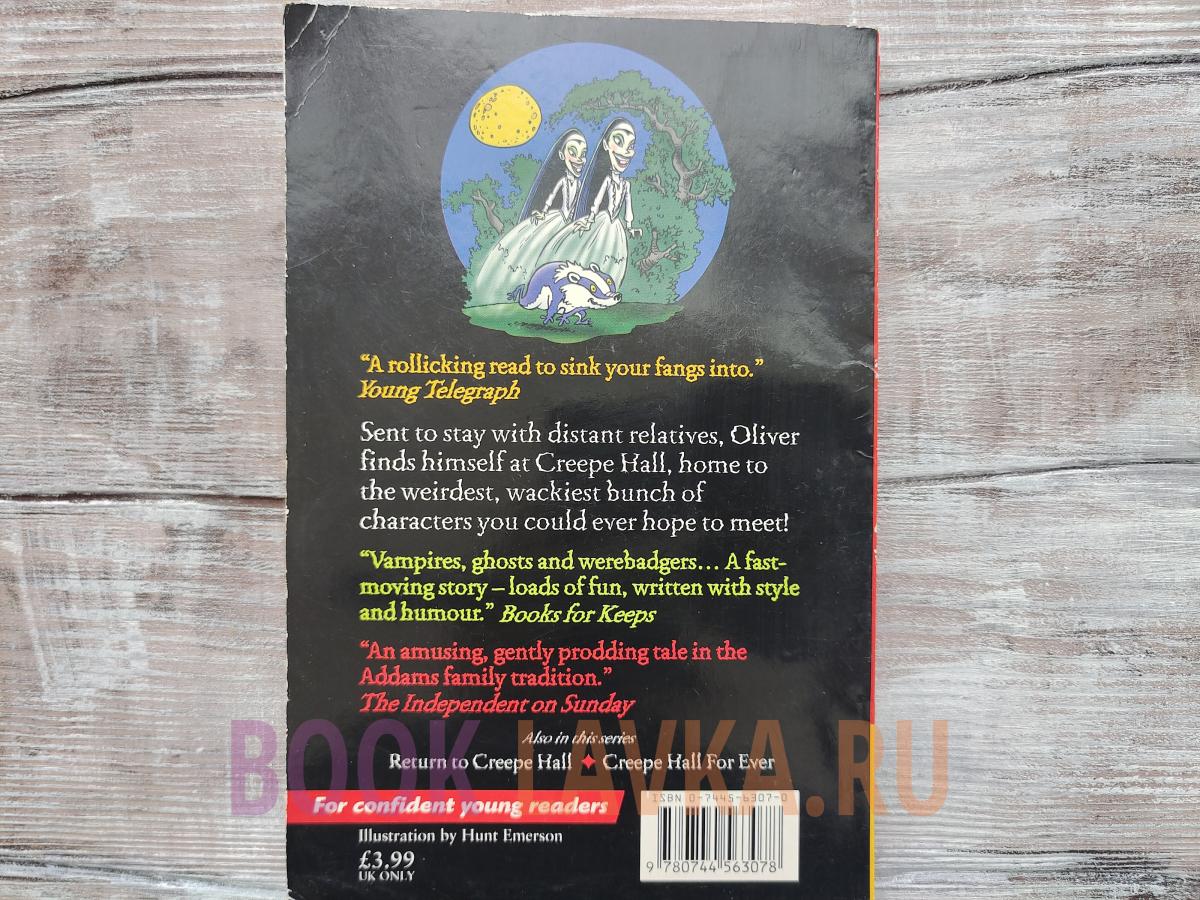 “A rollicking read to sink your fangs into.”
Young Telegraph
Sent to stay with distant relatives, Oliver
finds himself at Creepe Hall, home to
the weirdest, wackiest bunch of
characters you could ever hope to meet!
“Vampires, ghosts and werebadgers... A fast-
moving story – loads of fun, written with style
and humour.” Books for Keeps
“An amusing, gently prodding tale in the
Addams family tradition.”
The Independent on Sunday
Also in this series
Return to Creepe Hall ✦ Creepe Hall For Ever
BOOK LAVKA.RU
For confident young readers
ISBN 0-7445-6307-0
Illustration by Hunt Emerson
£3.99
UK ONLY
9 780744 563078